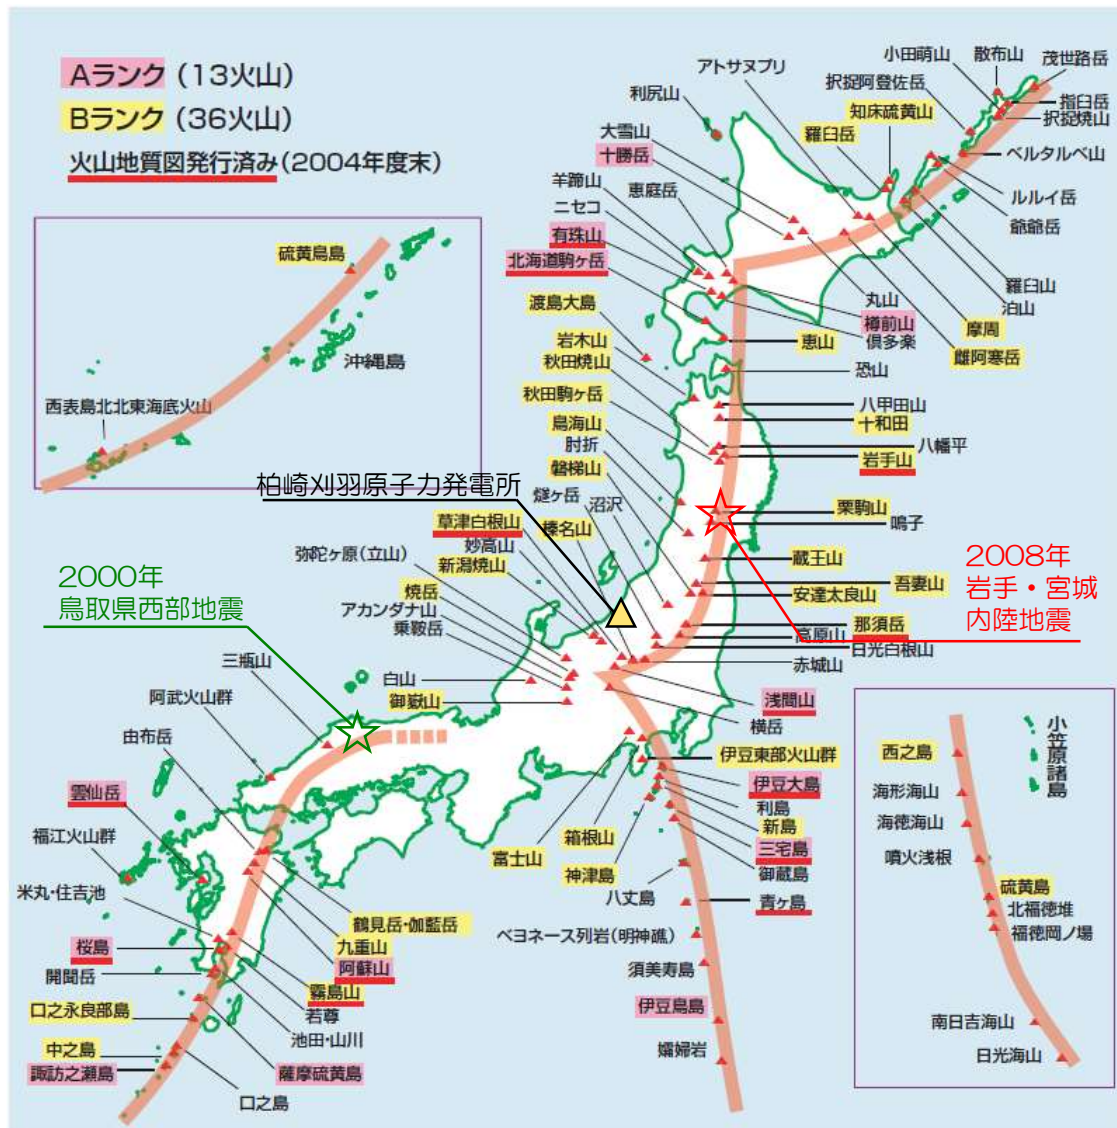 Aランク (13火山)
Bランク (36火山)
火山地質図発行済み(2004年度末)
アトサヌプリ
小田萌山
散布山
茂世路岳
択捉阿登佐岳
指臼岳
択捉焼山
利尻山
知床硫黄山
羅臼岳
大雪山
十勝岳
ベルタルベ山
羊蹄山
恵庭岳
ニセコ
ルルイ岳
爺爺岳
有珠山
北海道駒ヶ岳
羅臼山
泊山
丸山
樽前山
倶多楽
摩周
雌阿寒岳
渡島大島
恵山
岩木山
秋田焼山
恐山
秋田駒ヶ岳
八甲田山
十和田
鳥海山
肘折
八幡平
岩手山
磐梯山
燧ヶ岳
沼沢
柏崎刈羽原子力発電所
栗駒山
鳴子
草津白根山
榛名山
妙高山
弥陀ヶ原(立山)
新潟焼山
蔵王山
2008年
岩手・宮城
内陸地震
2000年
鳥取県西部地震
焼岳
アカンダナ山
乗鞍岳
吾妻山
安達太良山
那須岳
高原山
日光白根山
赤城山
三瓶山
白山
御嶽山
浅間山
横岳
阿武火山群
由布岳
伊豆東部火山群
伊豆大島
利島
新島
三宅島
御蔵島
雲仙岳
福江火山群
箱根山
富士山
神津島
八丈島
青ヶ島
米丸・住吉池
鶴見岳・伽藍岳
九重山
阿蘇山
霧島山
若尊
池田・山川
桜島
開聞岳
口之永良部島
中之島
諏訪之瀬島
薩摩硫黄島
口之島
ベヨネース列岩(明神礁)
須美寿島
伊豆鳥島
孀婦岩
硫黄鳥島
沖縄島
西表島北北東海底火山
小笠原諸島
西之島
海形海山
海徳海山
噴火浅根
硫黄島
北福徳堆
福徳岡ノ場
南日吉海山
日光海山